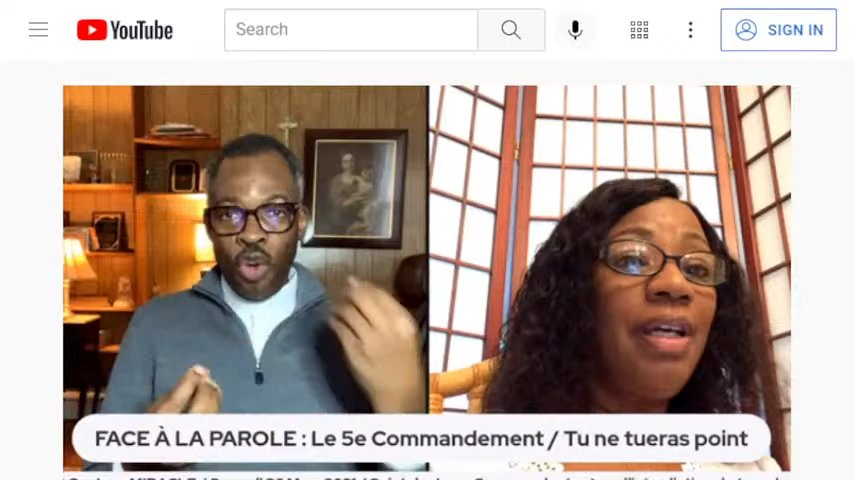 YouTube
Search
SIGN IN
FACE À LA PAROLE : Le 5e Commandement / Tu ne tueras point